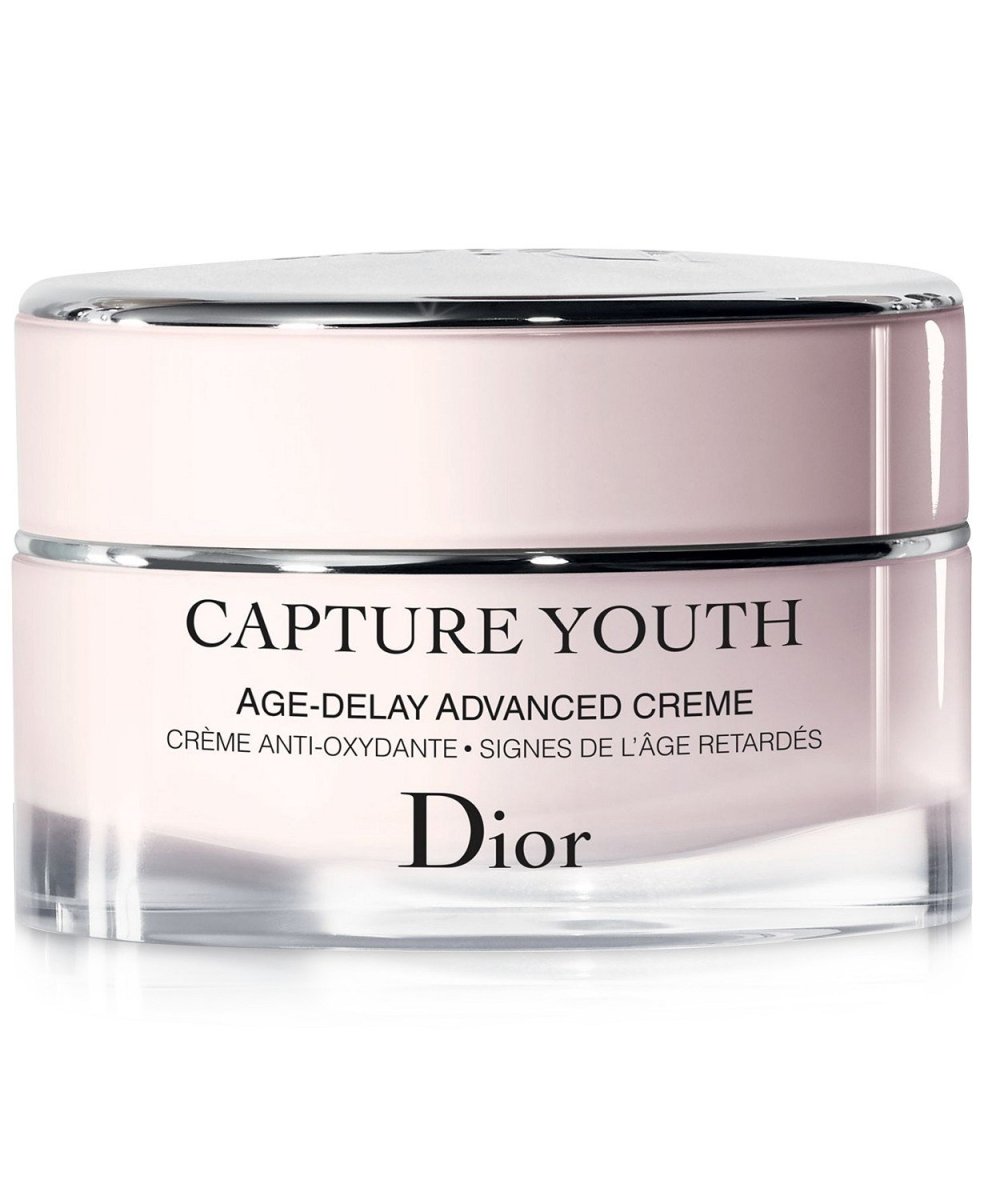 CAPTURE YOUTH
AGE-DELAY ADVANCED CREME
CRÈME ANTI-OXYDANTE • SIGNES DE L'ÂGE RETARDÉS
Dior